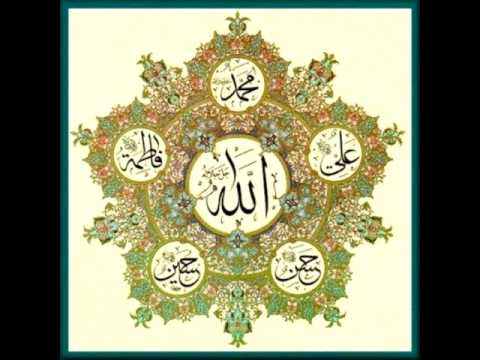 محمد
علي
فاطمة
الله
حسن
حسين